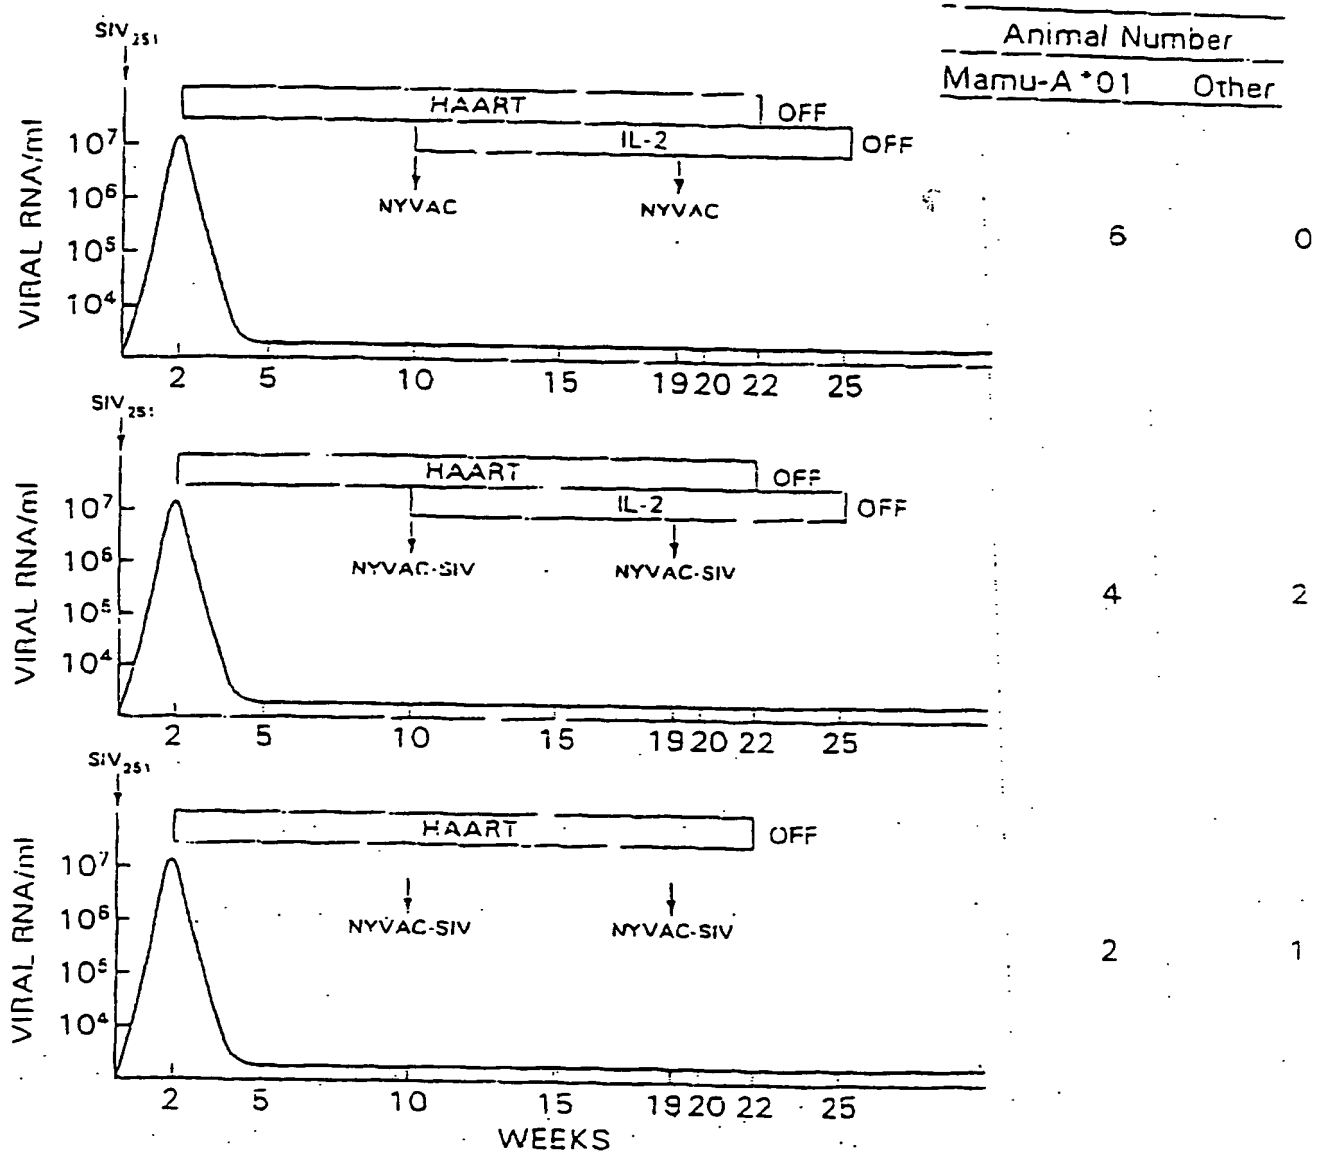 SIV251
Animal Number
Mamu-A*01 Other
HAART OFF
IL-2 OFF
NYVAC NYVAC
VIRAL RNA/ml
10⁷
10⁶
10⁵
10⁴
6 0
2 5 10 15 19 20 22 25
SIV251
HAART OFF
IL-2 OFF
NYVAC-SIV NYVAC-SIV
VIRAL RNA/ml
10⁷
10⁶
10⁵
10⁴
4 2
2 5 10 15 19 20 22 25
SIV251
HAART OFF
NYVAC-SIV NYVAC-SIV
VIRAL RNA/ml
10⁷
10⁶
10⁵
10⁴
2 1
2 5 10 15 19 20 22 25
WEEKS